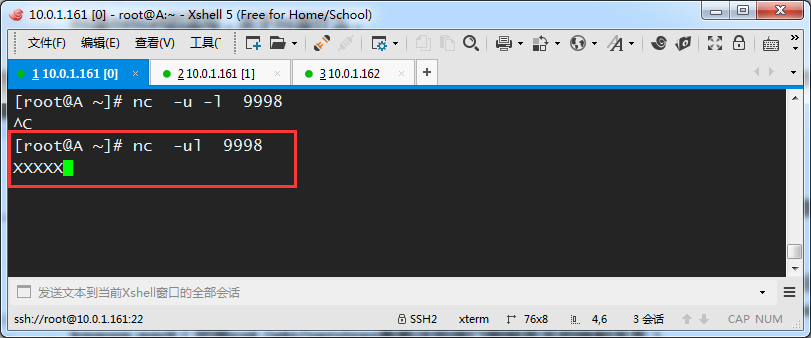 10.0.1.161 [0] - root@A:~ - Xshell 5 (Free for Home/School)
文件(F) 编辑(E) 查看(V) 工具(
1 10.0.1.161 [0] × 2 10.0.1.161 [1] × 3 10.0.1.162 × +
[root@A ~]# nc  -u -l  9998
^C
[root@A ~]# nc  -ul  9998
XXXXX
发送文本到当前Xshell窗口的全部会话
ssh://root@10.0.1.161:22 SSH2 xterm 76x8 4,6 3 会话 CAP NUM